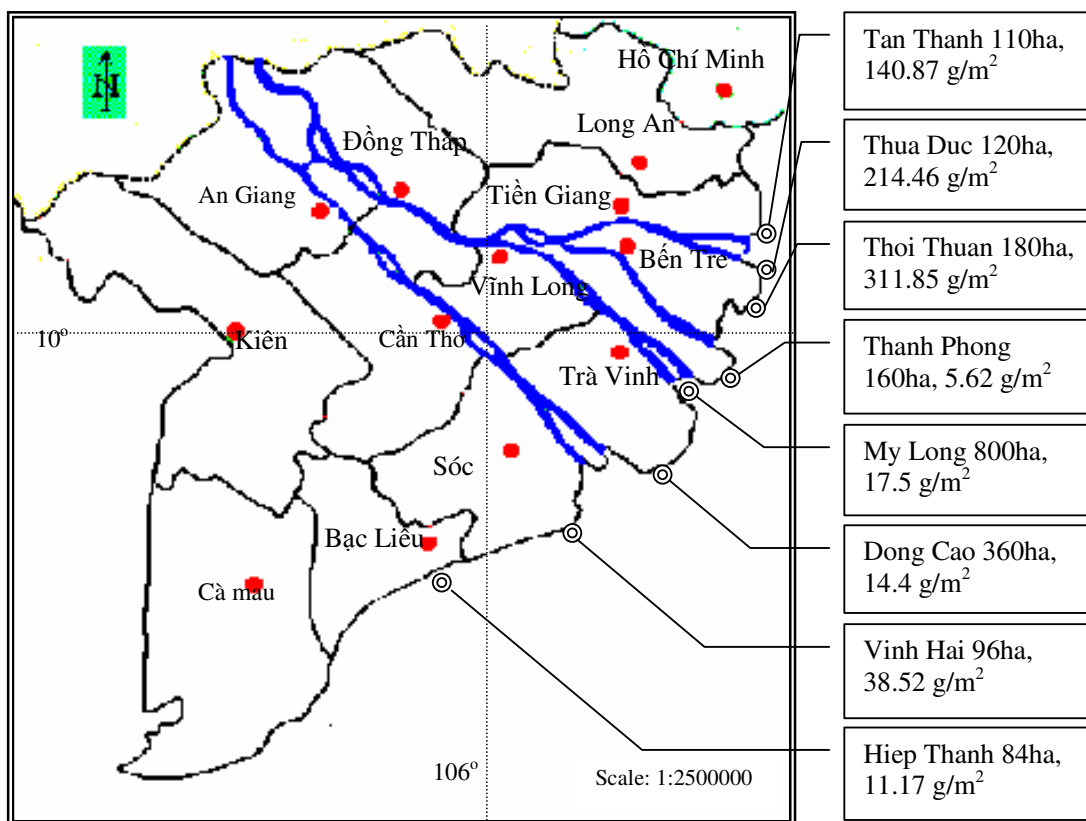 N
Hô Chí Minh
Long An
Đồng Tháp
Tiền Giang
An Giang
Bến Tre
Vĩnh Long
10º
Kiên
Cần Thơ
Trà Vinh
Sóc
Bạc Liêu
Cà mau
106º
Scale: 1:2500000
Tan Thanh 110ha,
140.87 g/m²
Thua Duc 120ha,
214.46 g/m²
Thoi Thuan 180ha,
311.85 g/m²
Thanh Phong
160ha, 5.62 g/m²
My Long 800ha,
17.5 g/m²
Dong Cao 360ha,
14.4 g/m²
Vinh Hai 96ha,
38.52 g/m²
Hiep Thanh 84ha,
11.17 g/m²